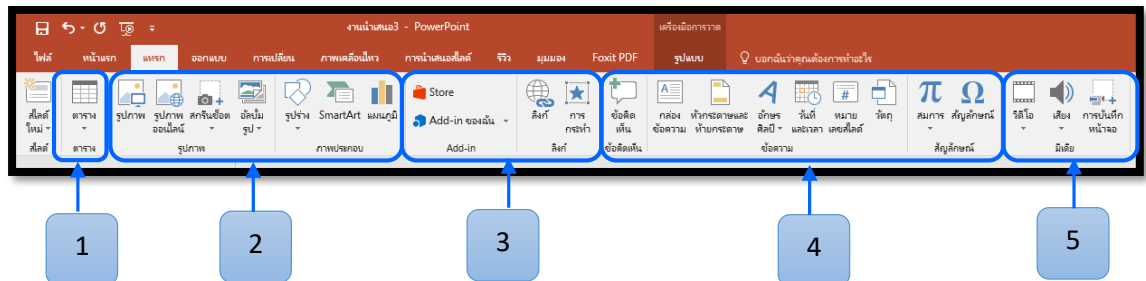 งานนำเสนอ3 - PowerPoint
เครื่องมือการวาด
ไฟล์ หน้าแรก แทรก ออกแบบ การเปลี่ยน ภาพเคลื่อนไหว การนำเสนอสไลด์ รีวิว มุมมอง Foxit PDF รูปแบบ บอกฉันว่าคุณต้องการทำอะไร
สไลด์
ใหม่
ตาราง
รูปภาพ
รูปภาพ
ออนไลน์
สกรีนช็อต
อัลบั้ม
รูป
รูปร่าง
SmartArt
แผนภูมิ
Store
Add-in ของฉัน
ลิงก์
การ
กระทำ
ข้อคิด
เห็น
กล่อง
ข้อความ
หัวกระดาษและ
ท้ายกระดาษ
อักษร
ศิลป์
วันที่
และเวลา
หมาย
เลขสไลด์
วัตถุ
สมการ
สัญลักษณ์
วิดีโอ
เสียง
การบันทึก
หน้าจอ
สไลด์ ตาราง รูปภาพ ภาพประกอบ Add-in ลิงก์ ข้อคิดเห็น ข้อความ สัญลักษณ์ มีเดีย
1 2 3 4 5